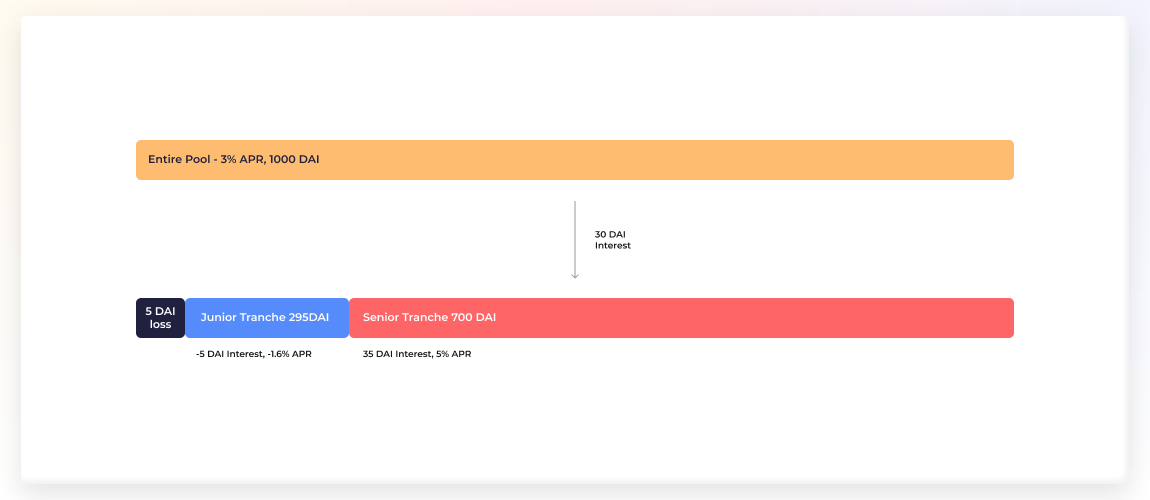 Entire Pool - 3% APR, 1000 DAI
30 DAI
Interest
5 DAI
loss
Junior Tranche 295DAI
Senior Tranche 700 DAI
-5 DAI Interest, -1.6% APR
35 DAI Interest, 5% APR